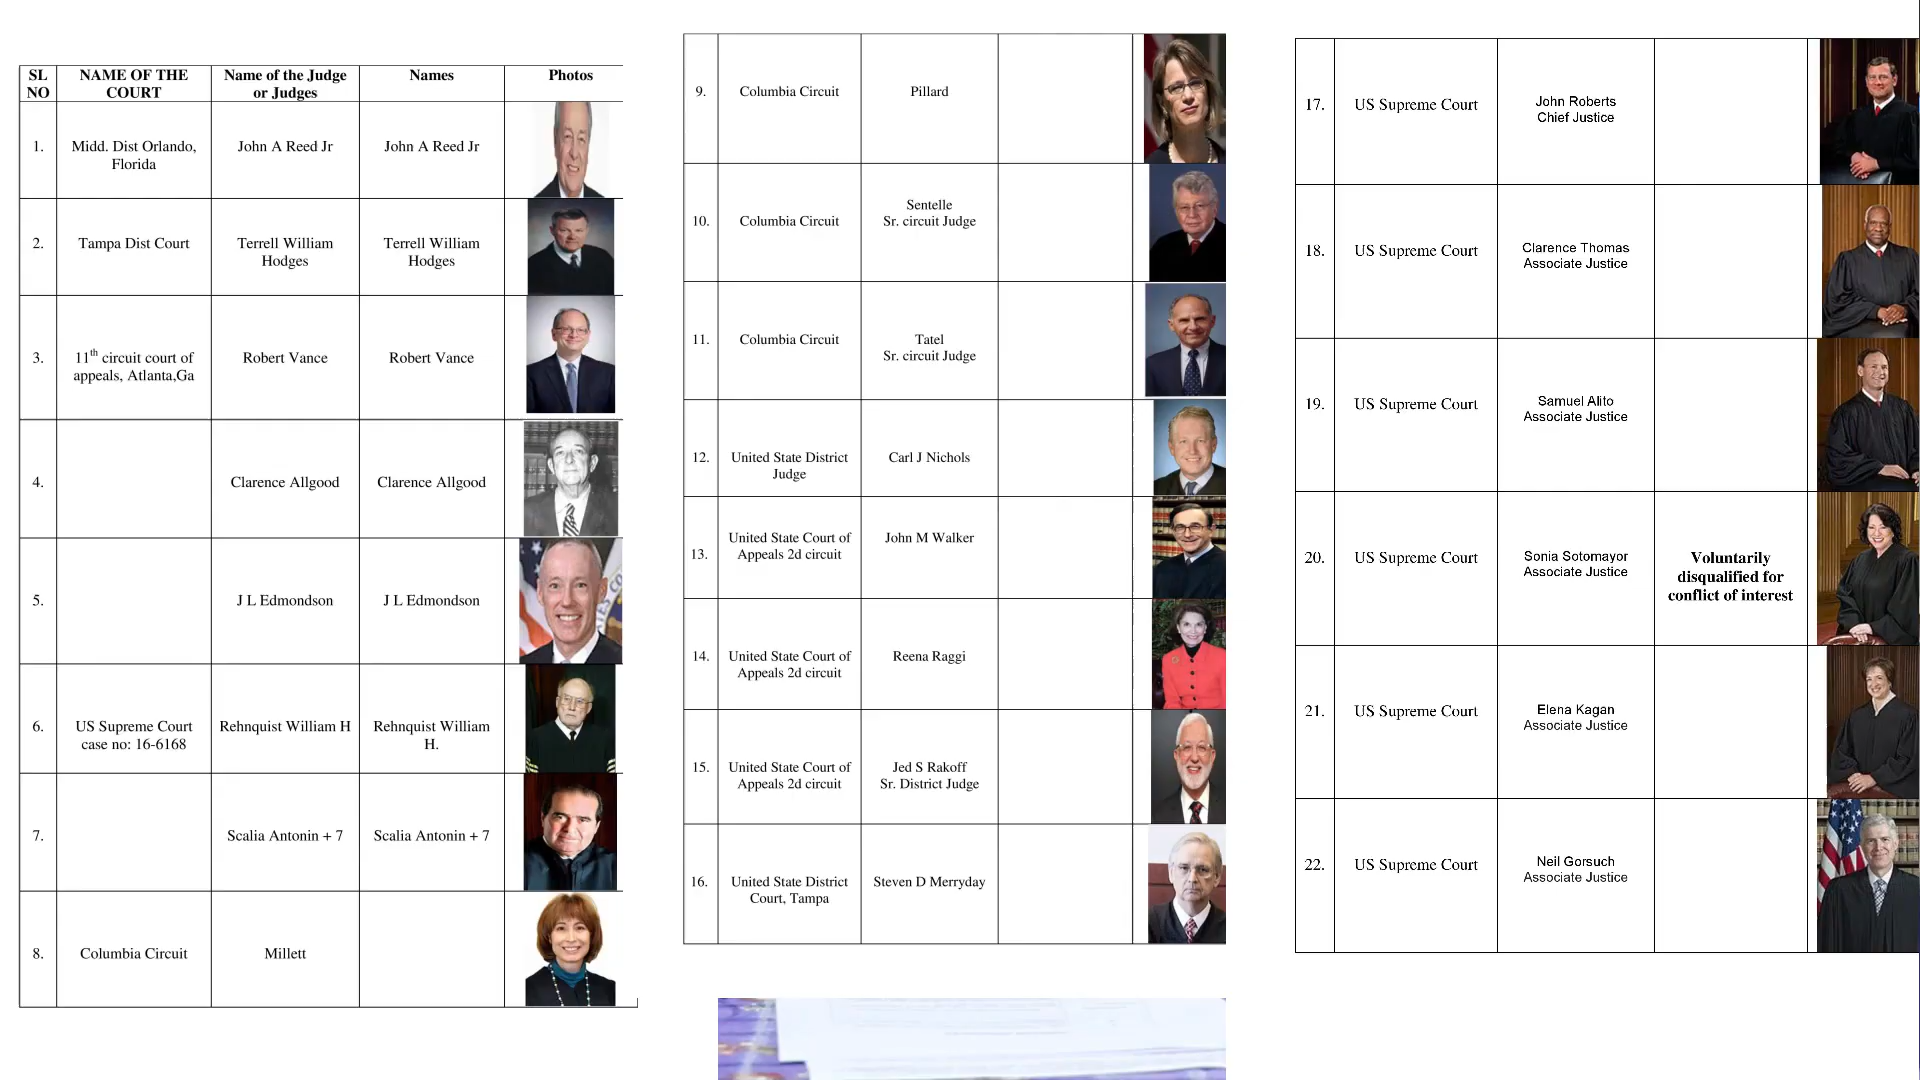 SL NO
NAME OF THE COURT
Name of the Judge or Judges
Names
Photos
1.
Midd. Dist Orlando,
Florida
John A Reed Jr
John A Reed Jr
2.
Tampa Dist Court
Terrell William
Hodges
Terrell William
Hodges
3.
11th circuit court of
appeals, Atlanta,Ga
Robert Vance
Robert Vance
4.
Clarence Allgood
Clarence Allgood
5.
J L Edmondson
J L Edmondson
6.
US Supreme Court
case no: 16-6168
Rehnquist William H
Rehnquist William
H.
7.
Scalia Antonin + 7
Scalia Antonin + 7
8.
Columbia Circuit
Millett
9.
Columbia Circuit
Pillard
10.
Columbia Circuit
Sentelle
Sr. circuit Judge
11.
Columbia Circuit
Tatel
Sr. circuit Judge
12.
United State District
Judge
Carl J Nichols
13.
United State Court of
Appeals 2d circuit
John M Walker
14.
United State Court of
Appeals 2d circuit
Reena Raggi
15.
United State Court of
Appeals 2d circuit
Jed S Rakoff
Sr. District Judge
16.
United State District
Court, Tampa
Steven D Merryday
17.
US Supreme Court
John Roberts
Chief Justice
18.
US Supreme Court
Clarence Thomas
Associate Justice
19.
US Supreme Court
Samuel Alito
Associate Justice
20.
US Supreme Court
Sonia Sotomayor
Associate Justice
Voluntarily
disqualified for
conflict of interest
21.
US Supreme Court
Elena Kagan
Associate Justice
22.
US Supreme Court
Neil Gorsuch
Associate Justice